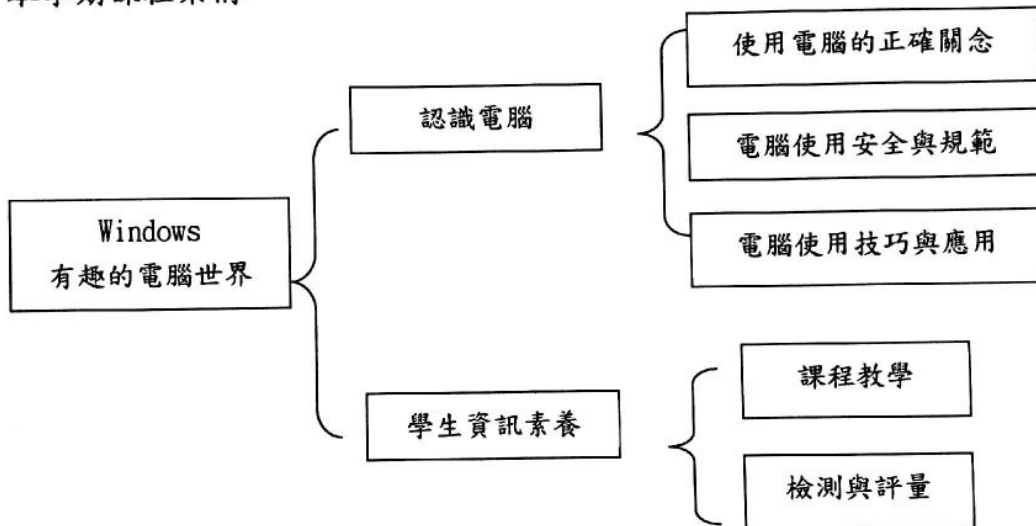 使用電腦的正確關念
認識電腦
電腦使用安全與規範
Windows
有趣的電腦世界
電腦使用技巧與應用
課程教學
學生資訊素養
檢測與評量